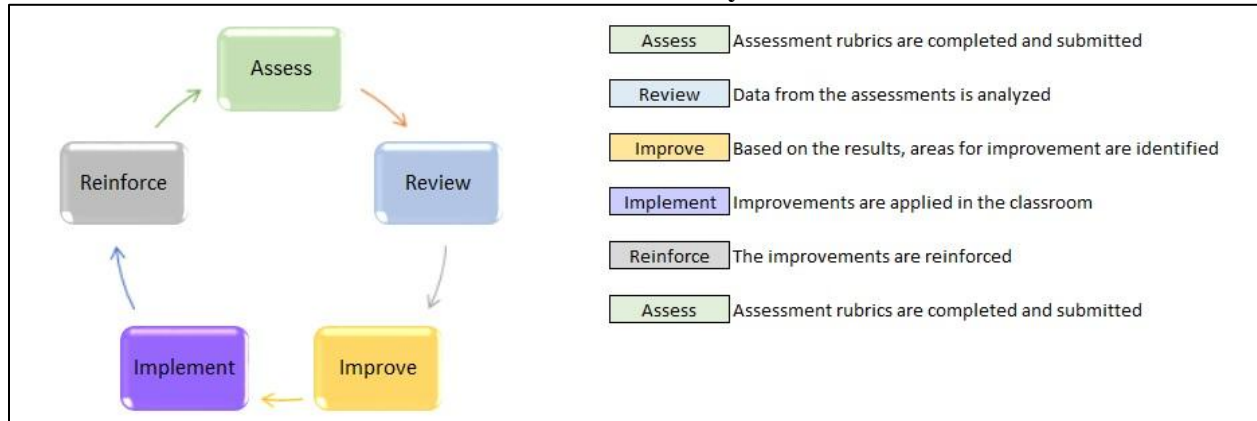 Assess
Review
Improve
Implement
Reinforce
Assess Assessment rubrics are completed and submitted
Review Data from the assessments is analyzed
Improve Based on the results, areas for improvement are identified
Implement Improvements are applied in the classroom
Reinforce The improvements are reinforced
Assess Assessment rubrics are completed and submitted